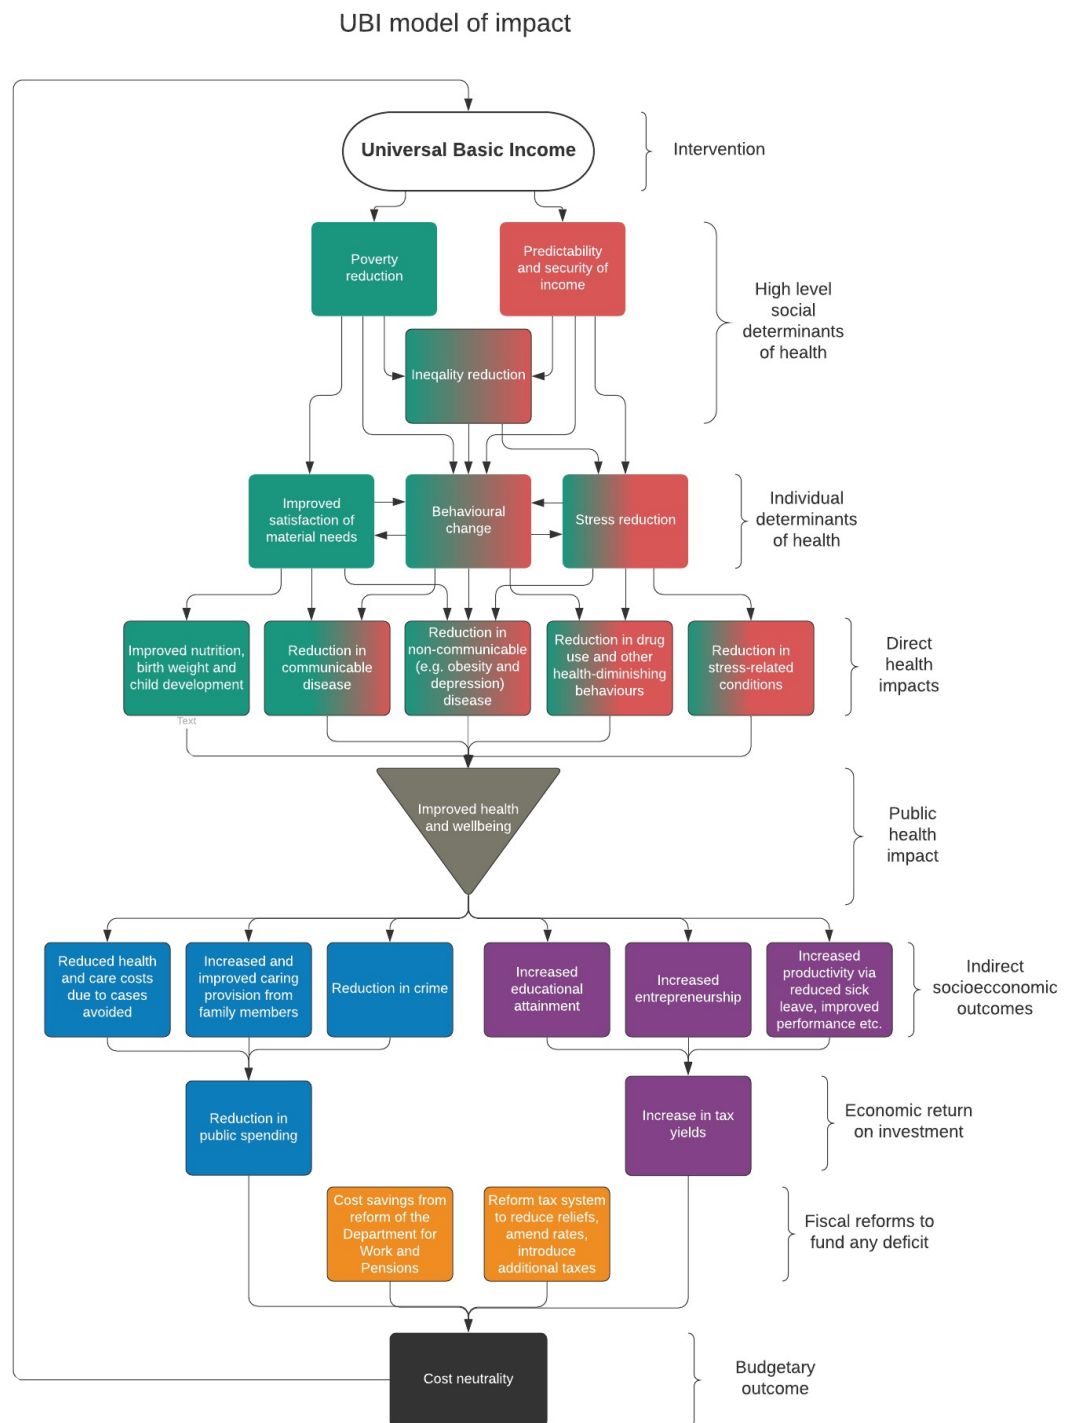 UBI model of impact
Universal Basic Income
Intervention
Poverty
reduction
Predictability
and security of
income
High level
social
determinants
of health
Ineqality reduction
Improved
satisfaction of
material needs
Behavioural
change
Stress reduction
Individual
determinants
of health
Improved nutrition,
birth weight and
child development
Reduction in
communicable
disease
Reduction in
non-communicable
(e.g. obesity and
depression)
disease
Reduction in drug
use and other
health-diminishing
behaviours
Reduction in
stress-related
conditions
Direct
health
impacts
Text
Improved health
and wellbeing
Public
health
impact
Reduced health
and care costs
due to cases
avoided
Increased and
improved caring
provision from
family members
Reduction in crime
Increased
educational
attainment
Increased
entrepreneurship
Increased
productivity via
reduced sick
leave, improved
performance etc.
Indirect
socioecconomic
outcomes
Reduction in
public spending
Increase in tax
yields
Economic return
on investment
Cost savings from
reform of the
Department for
Work and
Pensions
Reform tax system
to reduce reliefs,
amend rates,
introduce
additional taxes
Fiscal reforms to
fund any deficit
Cost neutrality
Budgetary
outcome